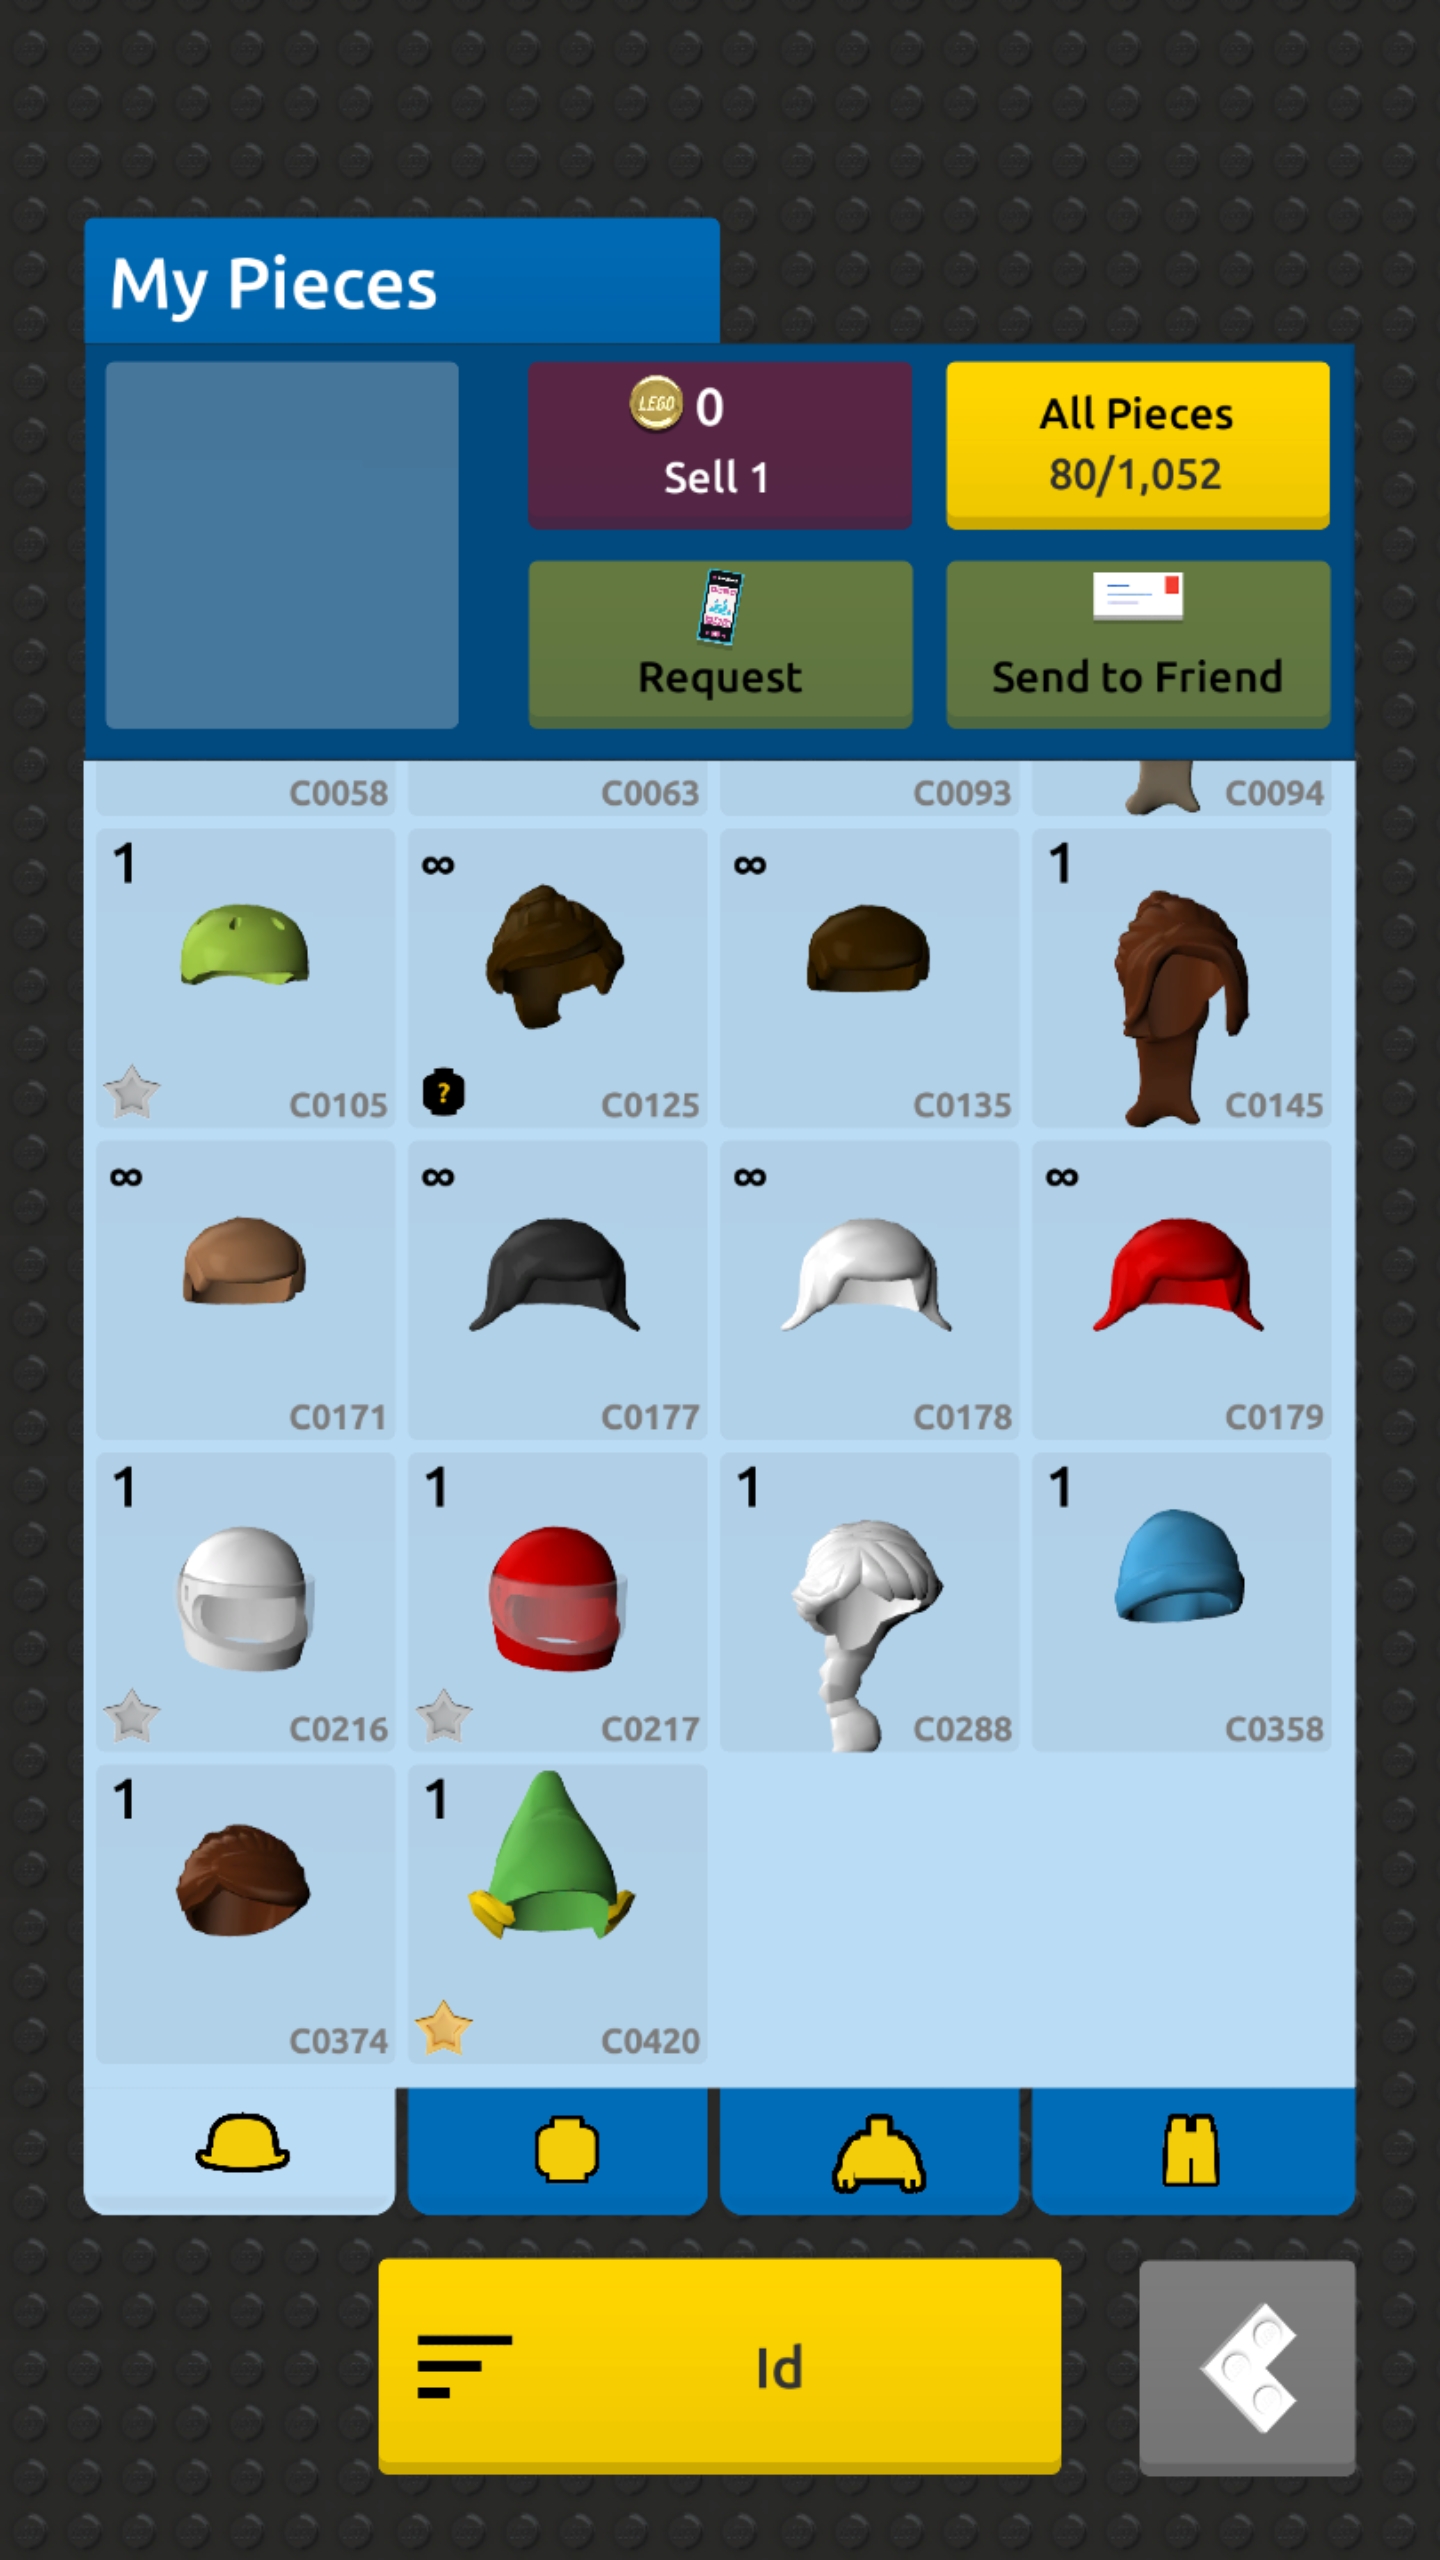 My Pieces
LEGO 0
Sell 1
All Pieces
80/1,052
Request
Send to Friend
C0058 C0063 C0093 C0094
1 ∞ ∞ 1
?
C0105 C0125 C0135 C0145
∞ ∞ ∞ ∞
C0171 C0177 C0178 C0179
1 1 1 1
C0216 C0217 C0288 C0358
1 1
C0374 C0420
Id